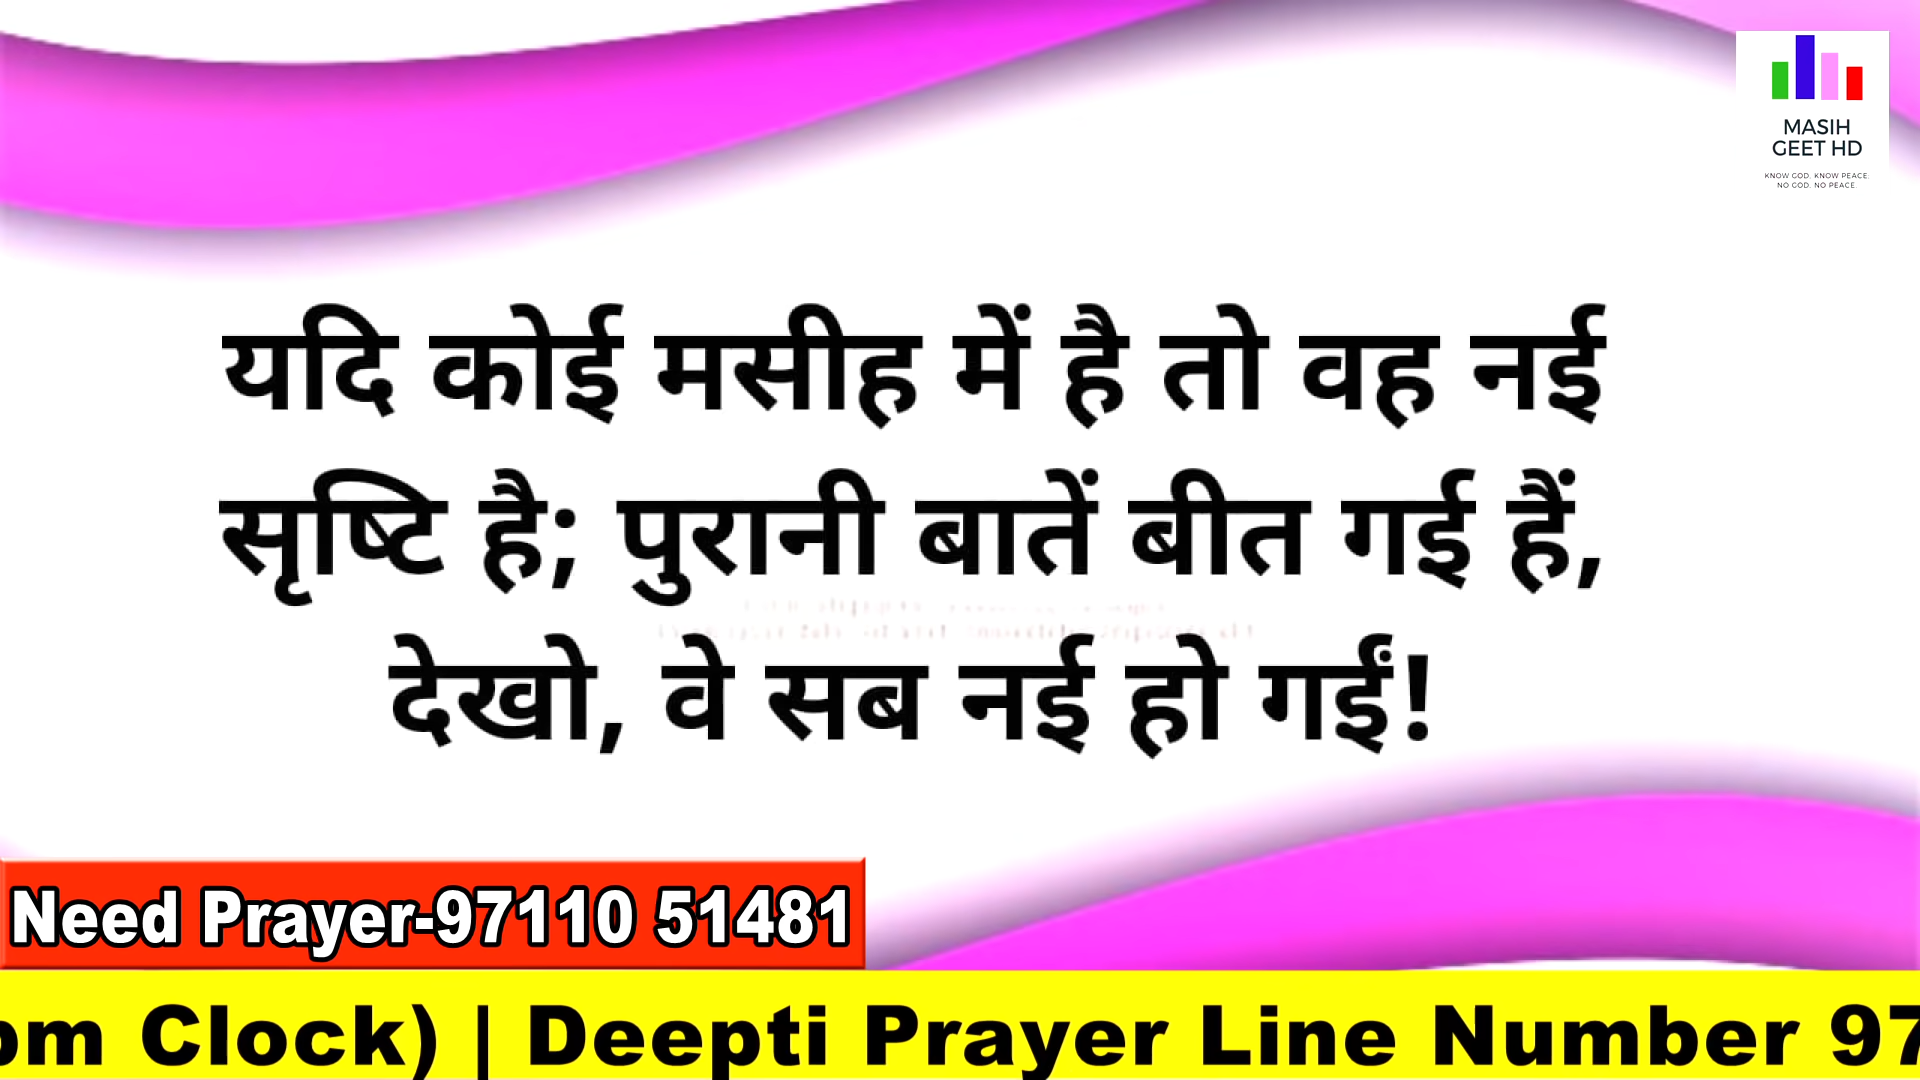 MASIH
GEET HD
KNOW GOD. KNOW PEACE.
NO GOD. NO PEACE.
यदि कोई मसीह में है तो वह नई
सृष्टि है; पुरानी बातें बीत गई हैं,
देखो, वे सब नई हो गईं!
Need Prayer-97110 51481
pm Clock) | Deepti Prayer Line Number 97